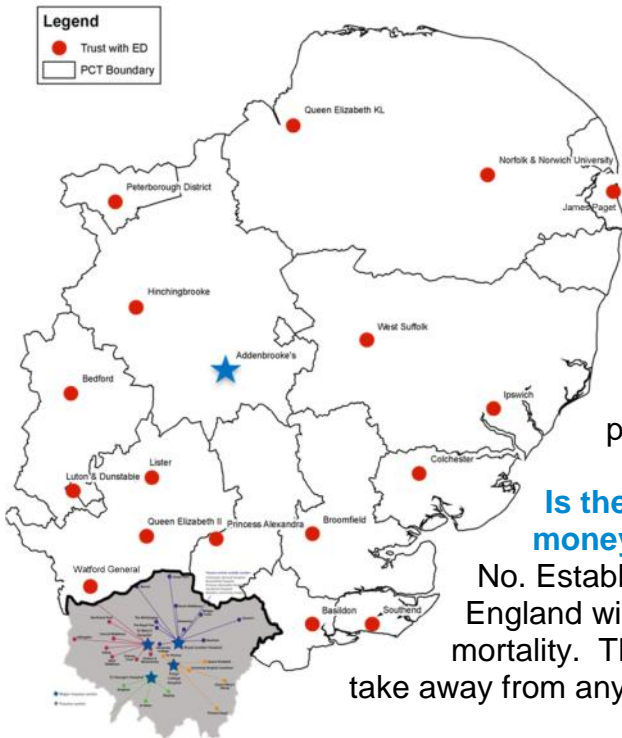 Legend
Trust with ED
PCT Boundary
Queen Elizabeth KL
Norfolk & Norwich University
James Paget
Peterborough District
Hinchingbrooke
West Suffolk
Addenbrooke's
Bedford
Ipswich
p
Colchester
Lister
Luton & Dunstable
Is the
Queen Elizabeth II
Princess Alexandra
Broomfield
money
No. Establ
Watford General
England wi
Basildon
Southend
mortality. Th
take away from any